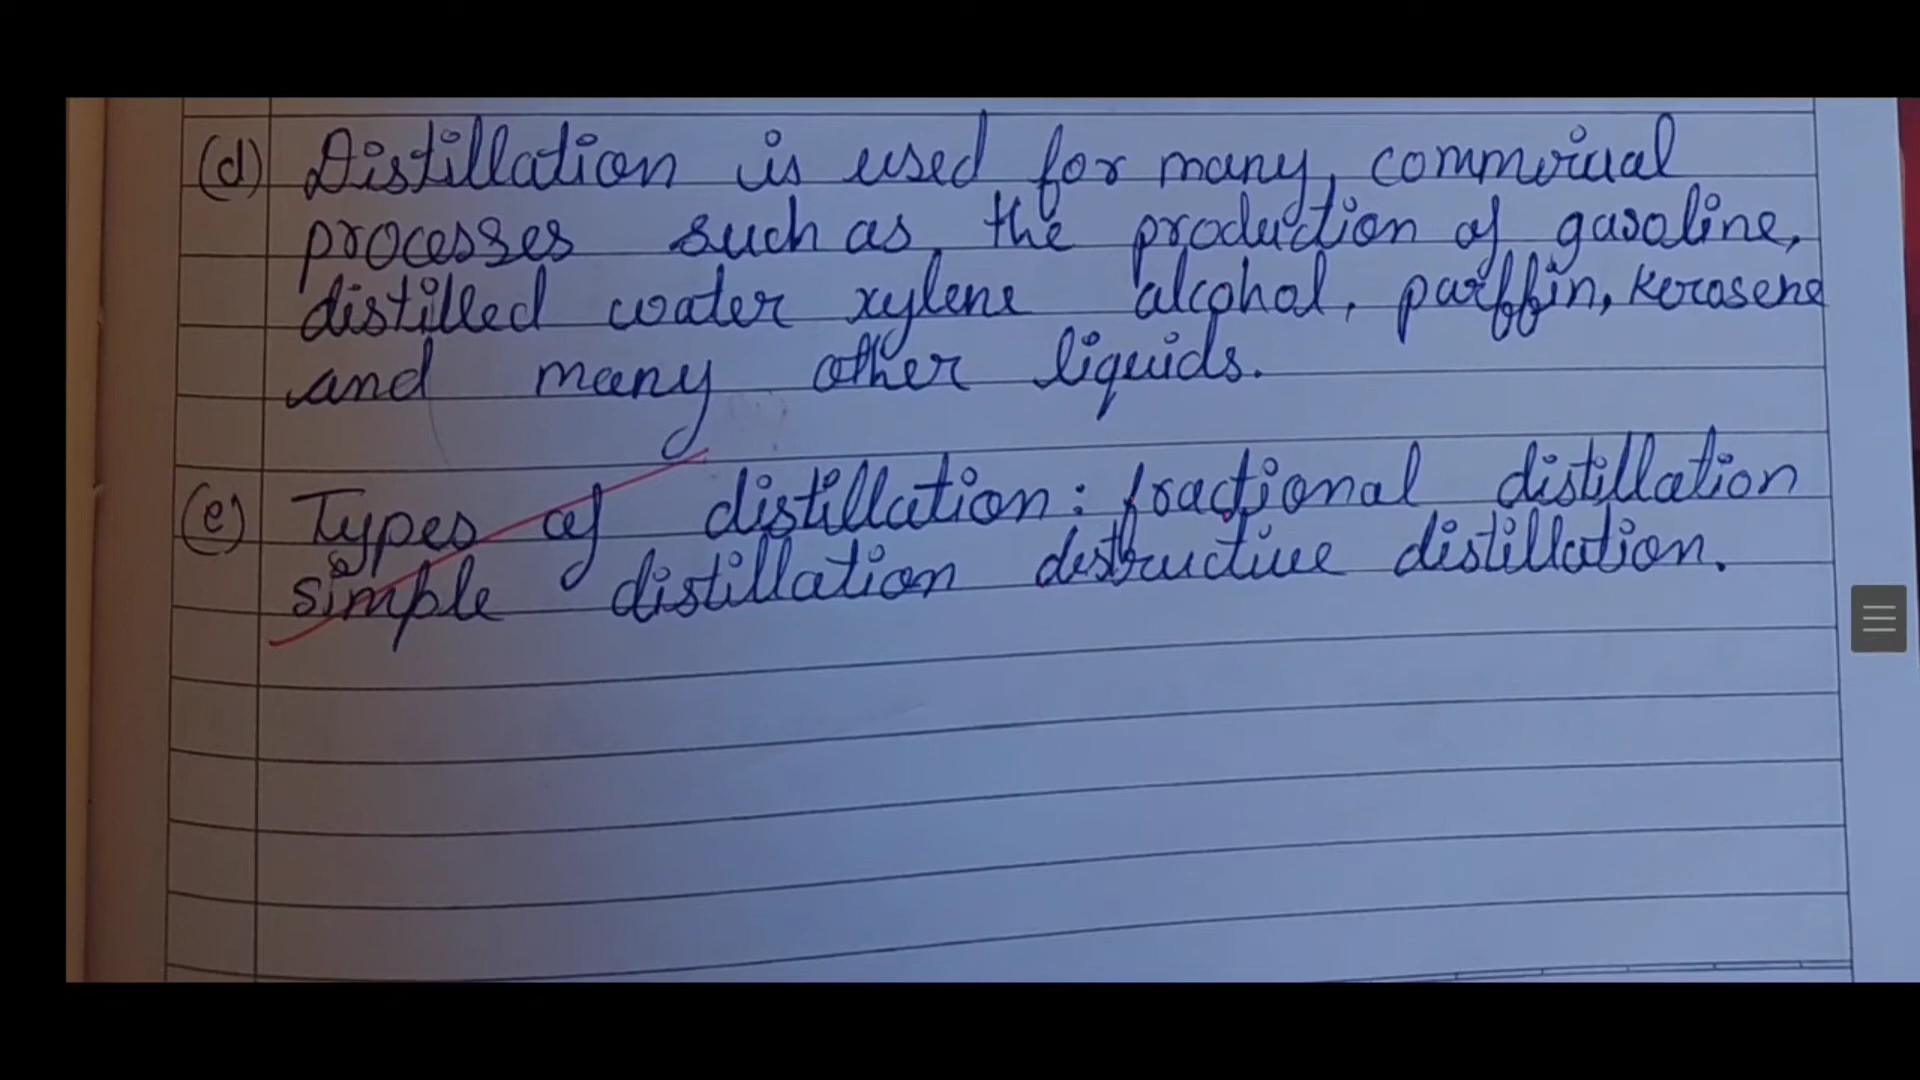 (d) Distillation is used for many, commercial
processes such as, the production of gasoline,
distilled water xylene alcohol, parffin, kerosene
and many other liquids.
(e) Types of distillation: fractional distillation
simple distillation destructive distillation.